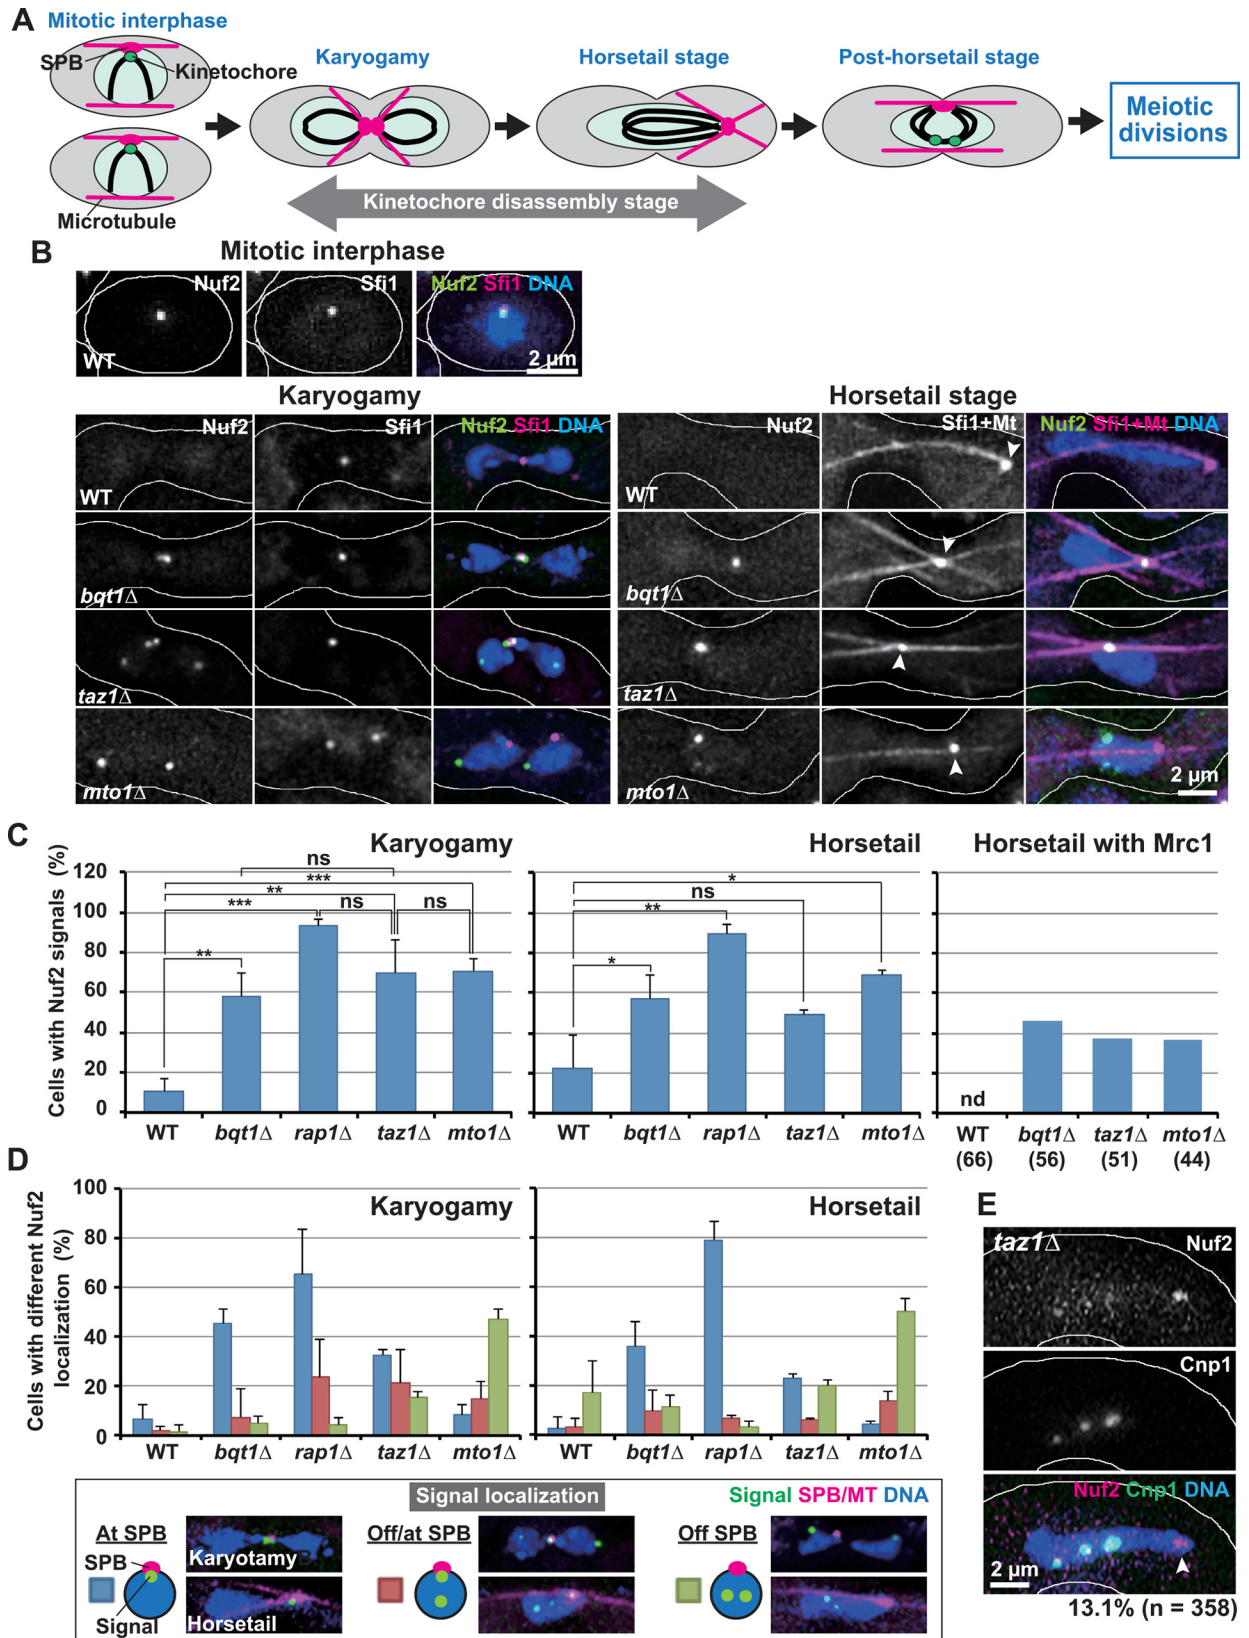 A
Mitotic interphase
SPB
Kinetochore
Microtubule
Karyogamy
Horsetail stage
Post-horsetail stage
Meiotic
divisions
Kinetochore disassembly stage
B
Mitotic interphase
Nuf2
Sfi1
Nuf2 Sfi1 DNA
WT
2 µm
Karyogamy
Nuf2
Sfi1
Nuf2 Sfi1 DNA
WT
bqt1Δ
taz1Δ
mto1Δ
Horsetail stage
Nuf2
Sfi1+Mt
Nuf2 Sfi1+Mt DNA
WT
bqt1Δ
taz1Δ
mto1Δ
2 µm
C
Cells with Nuf2 signals (%)
120
100
80
60
40
20
0
Karyogamy
ns
***
**
***
ns
ns
**
WT
bqt1Δ
rap1Δ
taz1Δ
mto1Δ
Horsetail
*
ns
**
*
WT
bqt1Δ
rap1Δ
taz1Δ
mto1Δ
Horsetail with Mrc1
nd
WT
(66)
bqt1Δ
(56)
taz1Δ
(51)
mto1Δ
(44)
D
Cells with different Nuf2
localization (%)
100
80
60
40
20
0
Karyogamy
WT
bqt1Δ
rap1Δ
taz1Δ
mto1Δ
Horsetail
WT
bqt1Δ
rap1Δ
taz1Δ
mto1Δ
Signal localization
Signal SPB/MT DNA
At SPB
SPB
Signal
Karyotamy
Horsetail
Off/at SPB
Off SPB
E
taz1Δ
Nuf2
Cnp1
Nuf2 Cnp1 DNA
2 µm
13.1% (n = 358)